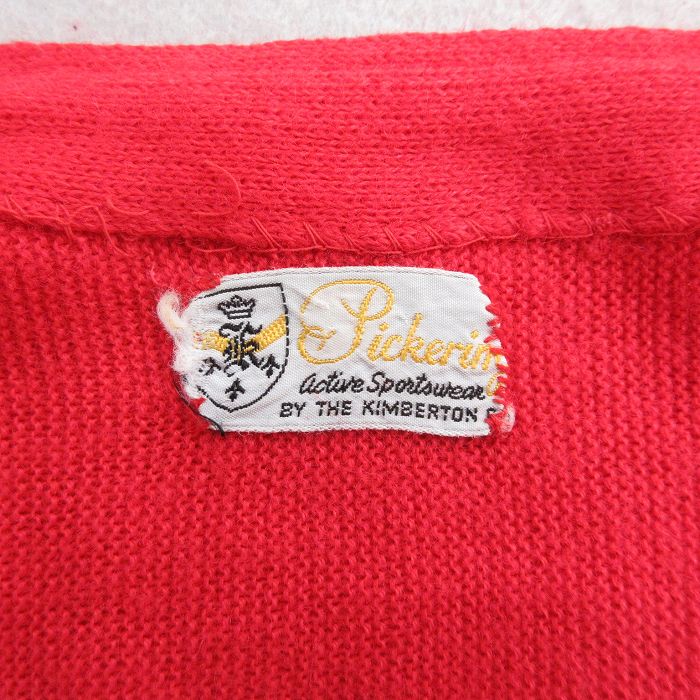 Pickerin
Active Sportswear
BY THE KIMBERTON